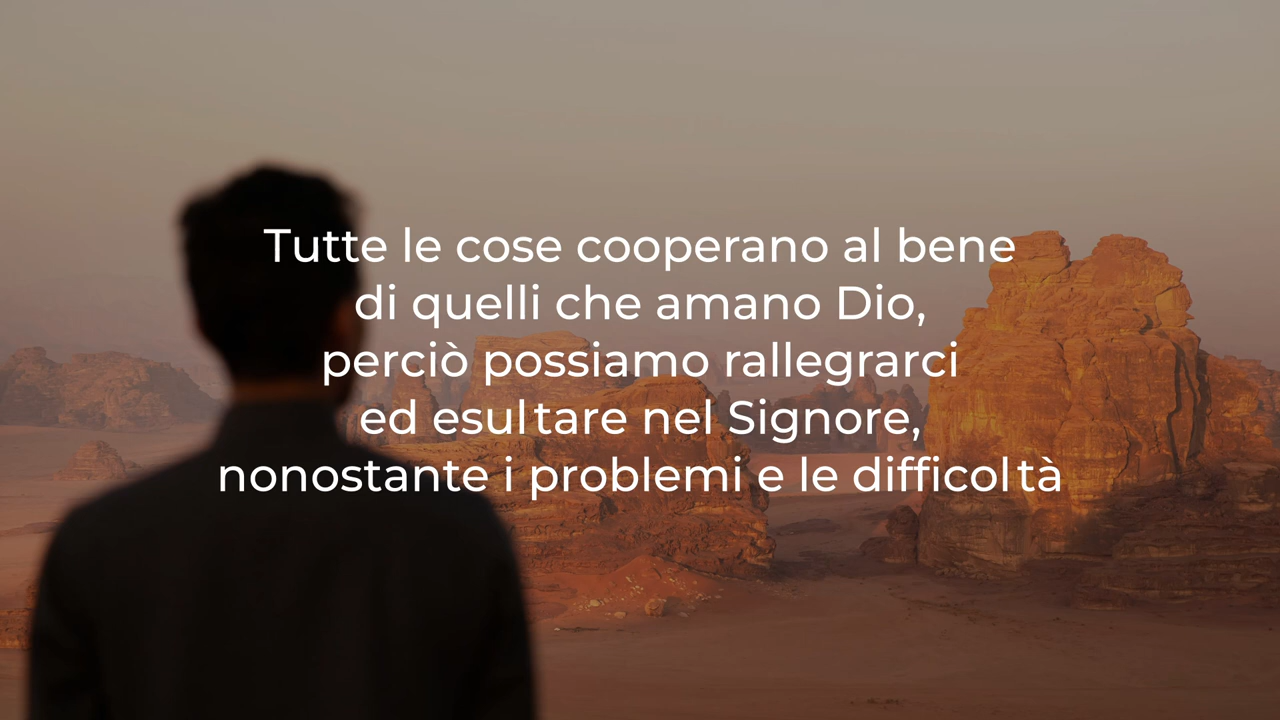 Tutte le cose cooperano al bene
di quelli che amano Dio,
perciò possiamo rallegrarci
ed esultare nel Signore,
nonostante i problemi e le difficoltà